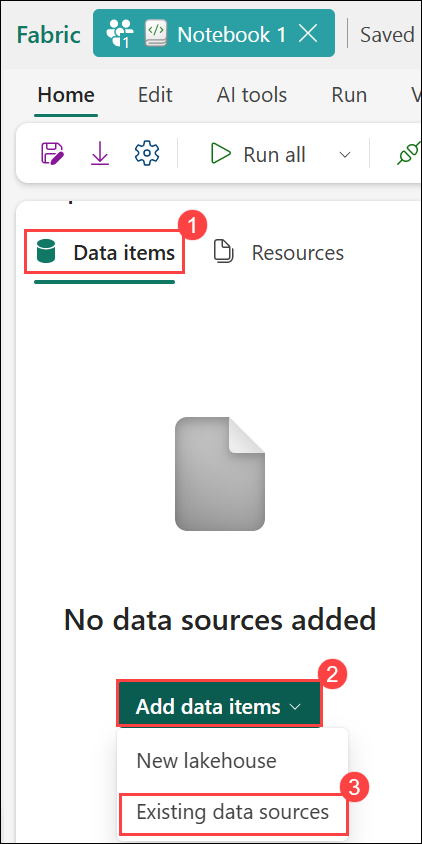 Fabric 1 Notebook 1 Saved
Home Edit AI tools Run
Run all
1
Data items Resources
No data sources added
2
Add data items
New lakehouse
3
Existing data sources